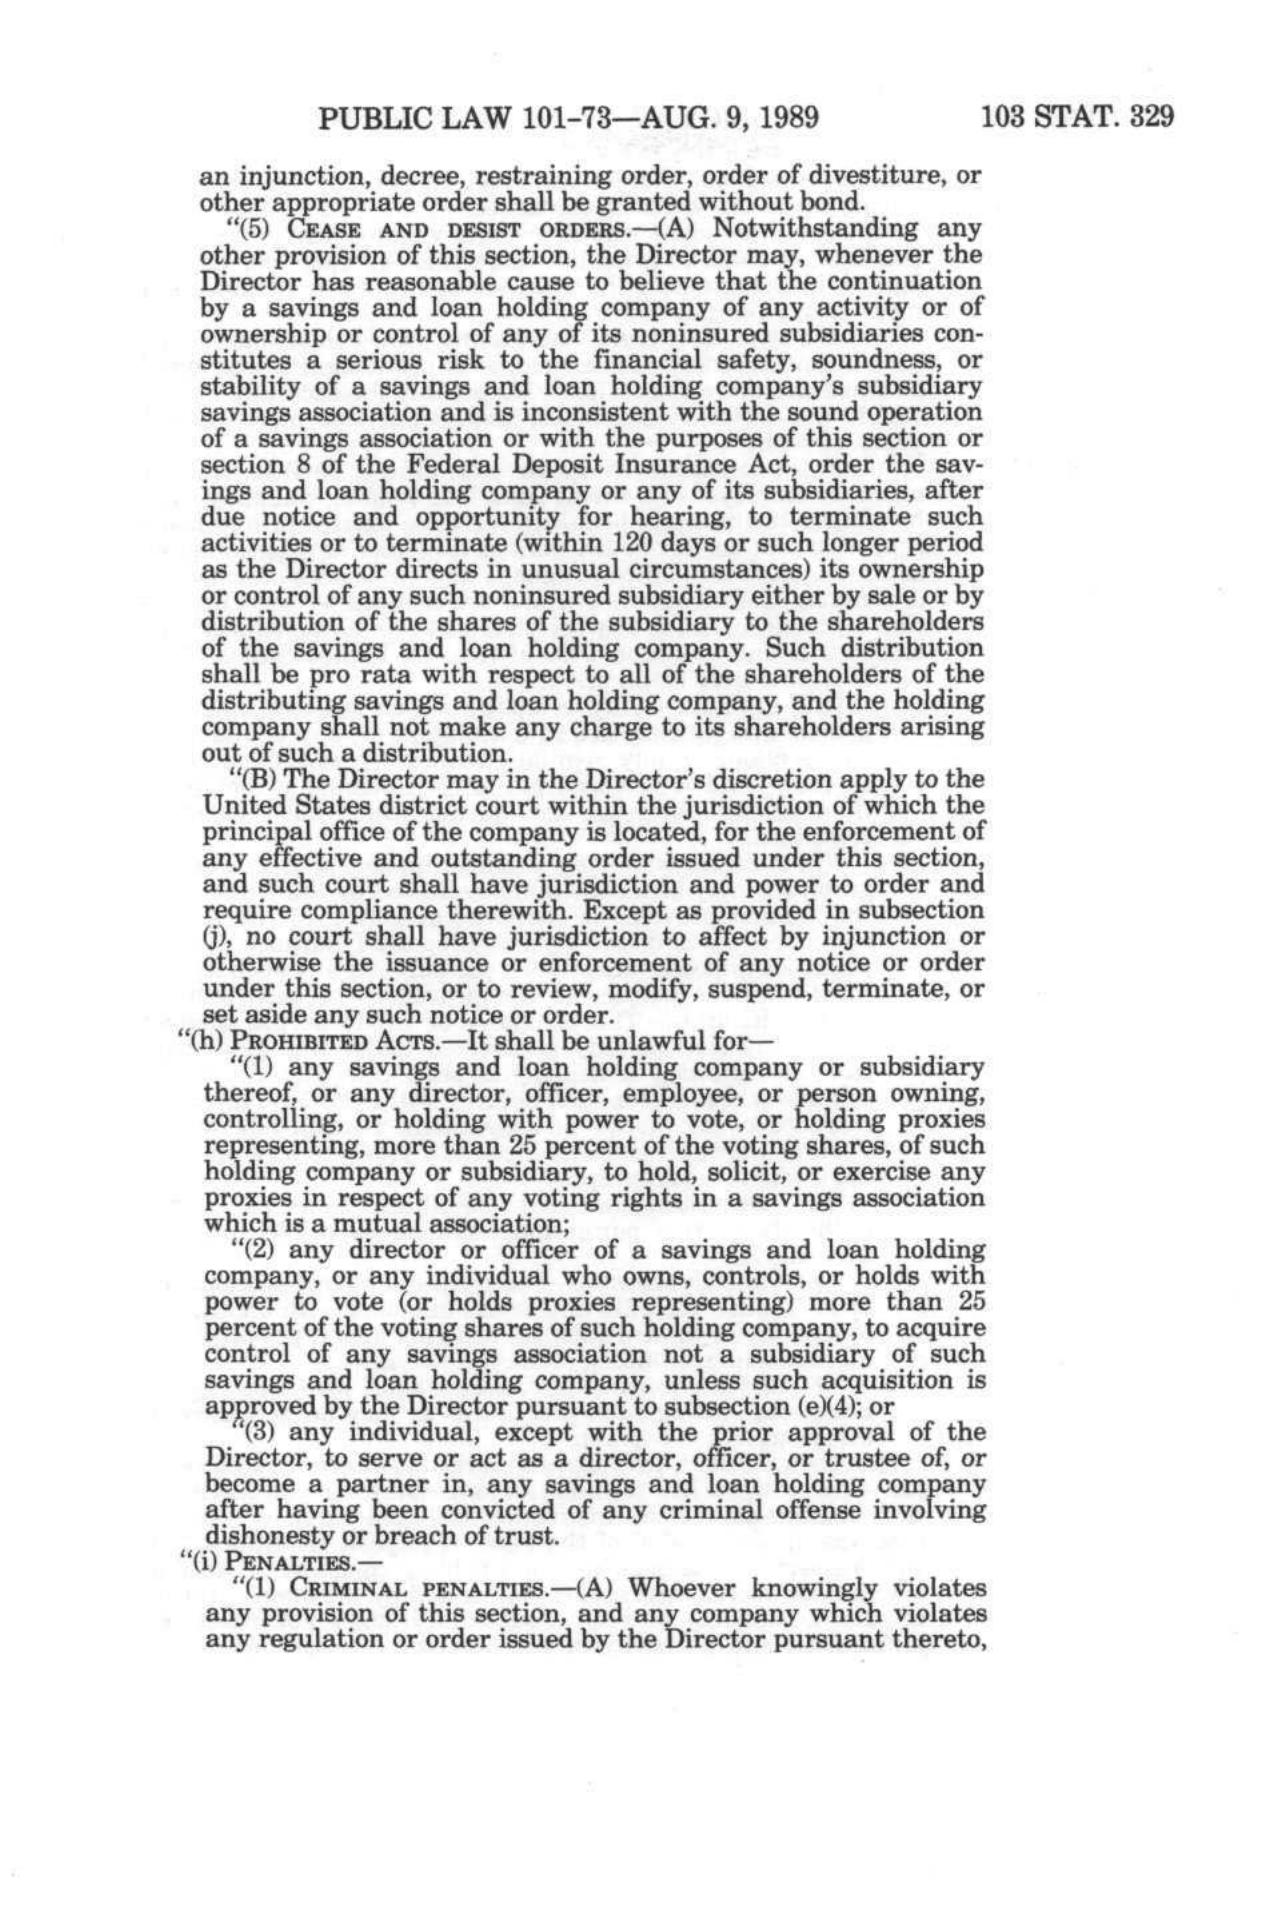 PUBLIC LAW 101-73—AUG. 9, 1989 103 STAT. 329
an injunction, decree, restraining order, order of divestiture, or
other appropriate order shall be granted without bond.
“(5) CEASE AND DESIST ORDERS.—(A) Notwithstanding any
other provision of this section, the Director may, whenever the
Director has reasonable cause to believe that the continuation
by a savings and loan holding company of any activity or of
ownership or control of any of its noninsured subsidiaries con-
stitutes a serious risk to the financial safety, soundness, or
stability of a savings and loan holding company's subsidiary
savings association and is inconsistent with the sound operation
of a savings association or with the purposes of this section or
section 8 of the Federal Deposit Insurance Act, order the sav-
ings and loan holding company or any of its subsidiaries, after
due notice and opportunity for hearing, to terminate such
activities or to terminate (within 120 days or such longer period
as the Director directs in unusual circumstances) its ownership
or control of any such noninsured subsidiary either by sale or by
distribution of the shares of the subsidiary to the shareholders
of the savings and loan holding company. Such distribution
shall be pro rata with respect to all of the shareholders of the
distributing savings and loan holding company, and the holding
company shall not make any charge to its shareholders arising
out of such a distribution.
“(B) The Director may in the Director's discretion apply to the
United States district court within the jurisdiction of which the
principal office of the company is located, for the enforcement of
any effective and outstanding order issued under this section,
and such court shall have jurisdiction and power to order and
require compliance therewith. Except as provided in subsection
(j), no court shall have jurisdiction to affect by injunction or
otherwise the issuance or enforcement of any notice or order
under this section, or to review, modify, suspend, terminate, or
set aside any such notice or order.
“(h) PROHIBITED ACTS.—It shall be unlawful for—
“(1) any savings and loan holding company or subsidiary
thereof, or any director, officer, employee, or person owning,
controlling, or holding with power to vote, or holding proxies
representing, more than 25 percent of the voting shares, of such
holding company or subsidiary, to hold, solicit, or exercise any
proxies in respect of any voting rights in a savings association
which is a mutual association;
“(2) any director or officer of a savings and loan holding
company, or any individual who owns, controls, or holds with
power to vote (or holds proxies representing) more than 25
percent of the voting shares of such holding company, to acquire
control of any savings association not a subsidiary of such
savings and loan holding company, unless such acquisition is
approved by the Director pursuant to subsection (e)(4); or
“(3) any individual, except with the prior approval of the
Director, to serve or act as a director, officer, or trustee of, or
become a partner in, any savings and loan holding company
after having been convicted of any criminal offense involving
dishonesty or breach of trust.
“(i) PENALTIES.—
“(1) CRIMINAL PENALTIES.—(A) Whoever knowingly violates
any provision of this section, and any company which violates
any regulation or order issued by the Director pursuant thereto,